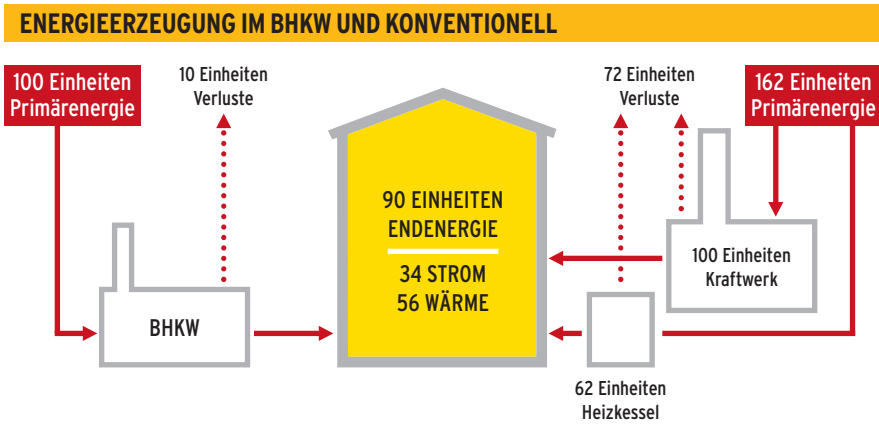 ENERGIEERZEUGUNG IM BHKW UND KONVENTIONELL
100 Einheiten
Primärenergie
10 Einheiten
Verluste
72 Einheiten
Verluste
162 Einheiten
Primärenergie
90 EINHEITEN
ENDENERGIE
34 STROM
56 WÄRME
100 Einheiten
Kraftwerk
BHKW
62 Einheiten
Heizkessel